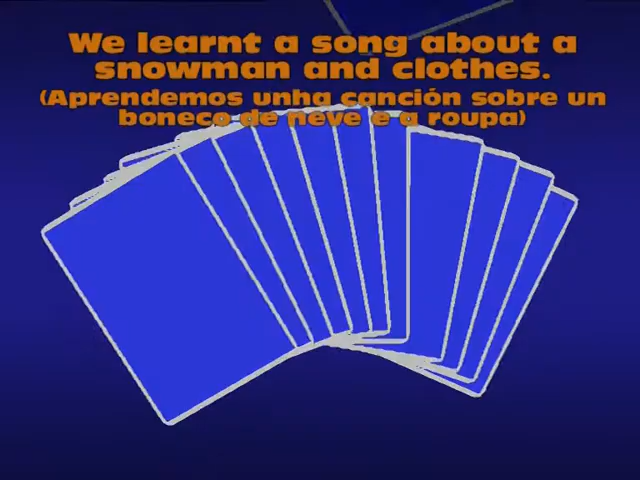 We learnt a song about a
snowman and clothes.
(Aprendemos unha canción sobre un
boneco de neve e a roupa)